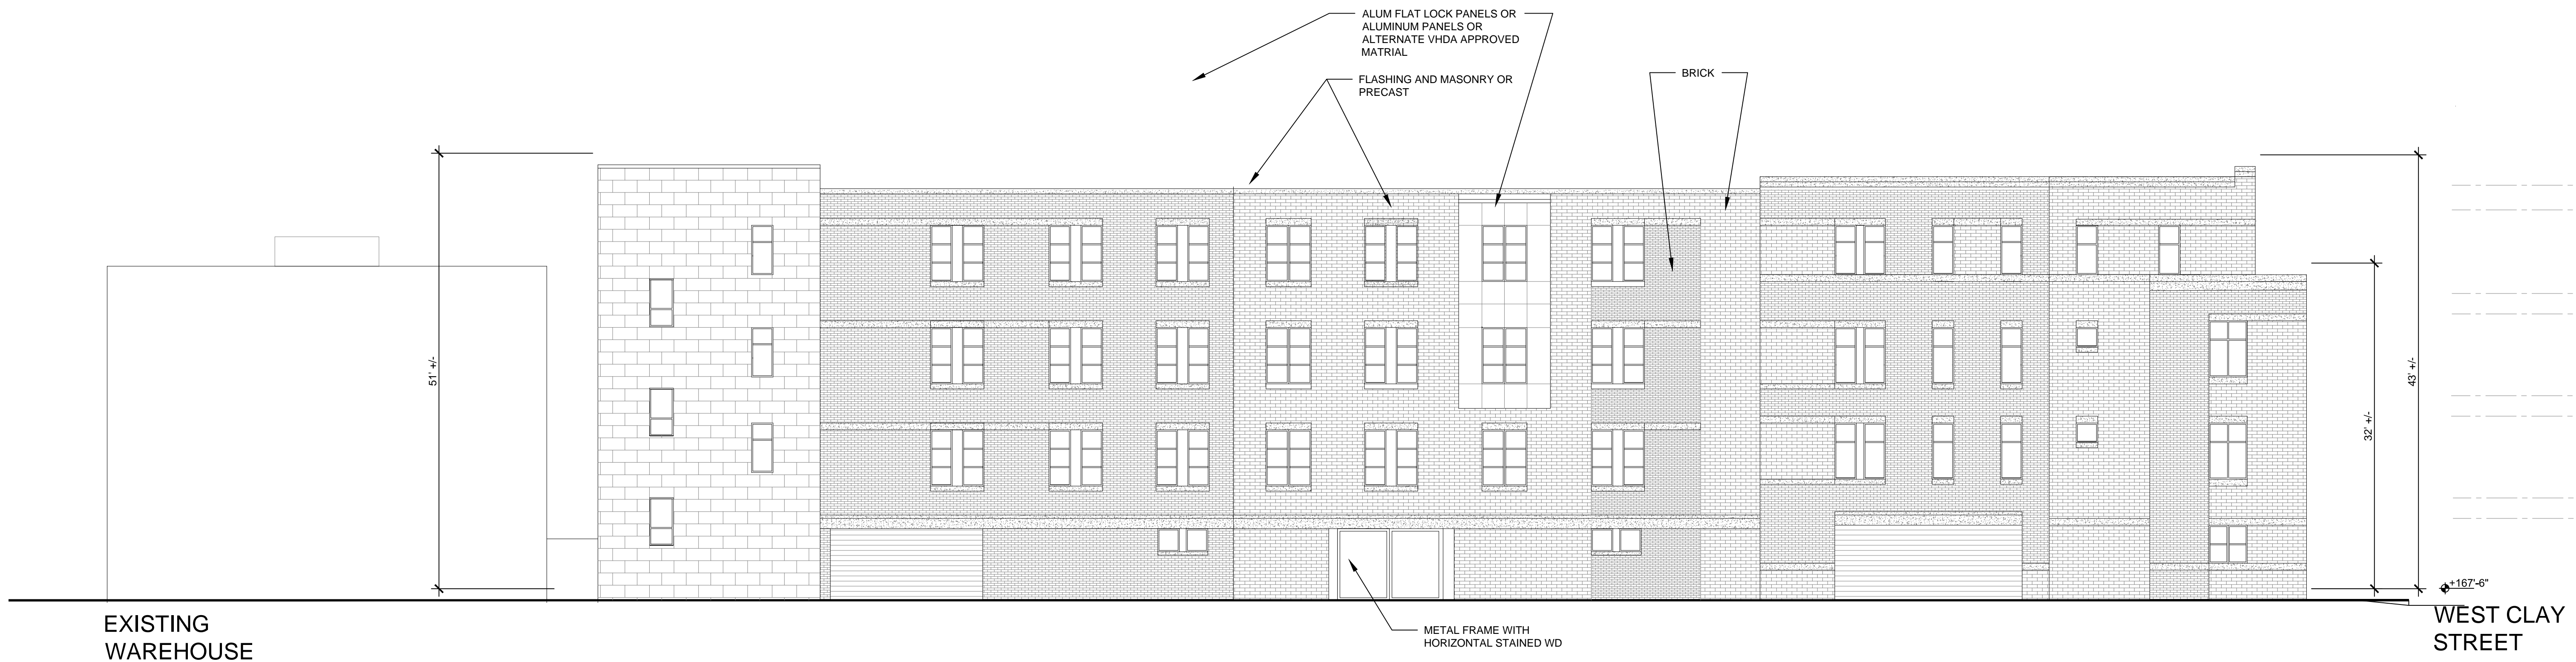 ALUM FLAT LOCK PANELS OR
ALUMINUM PANELS OR
ALTERNATE VHDA APPROVED
MATRIAL
FLASHING AND MASONRY OR
PRECAST
BRICK
51' +/-
43' +/-
32' +/-
+167'-6"
METAL FRAME WITH
HORIZONTAL STAINED WD
EXISTING
WAREHOUSE
WEST CLAY
STREET